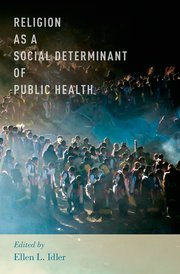 RELIGION
AS A
SOCIAL DETERMINANT
OF
PUBLIC HEALTH
Edited by
Ellen L. Idler